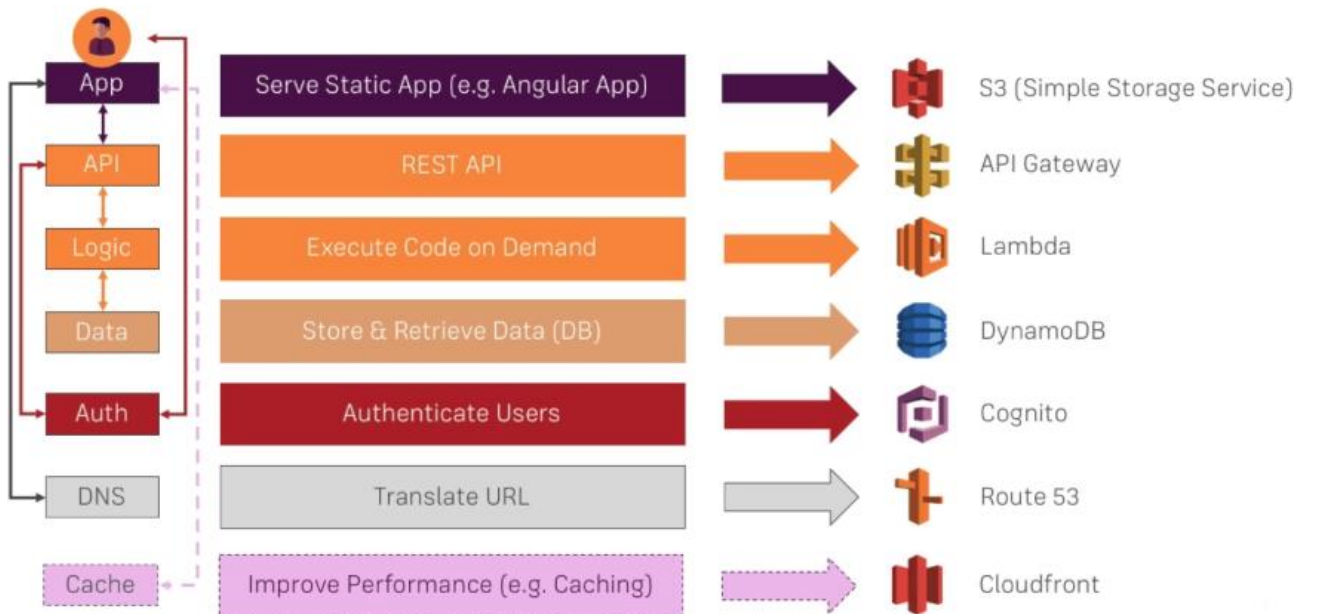 App Serve Static App (e.g. Angular App) S3 (Simple Storage Service)
API REST API API Gateway
Logic Execute Code on Demand Lambda
Data Store & Retrieve Data (DB) DynamoDB
Auth Authenticate Users Cognito
DNS Translate URL Route 53
Cache Improve Performance (e.g. Caching) Cloudfront